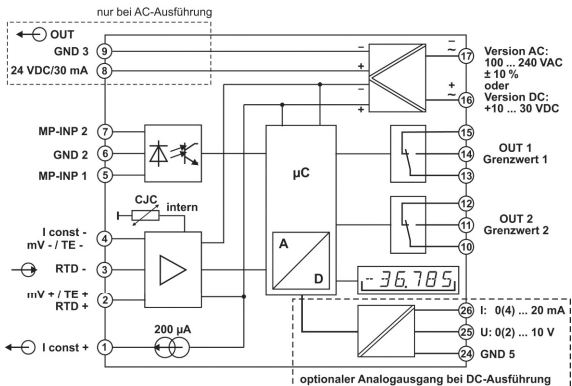 nur bei AC-Ausführung
OUT
GND 3 9
24 VDC/30 mA 8
MP-INP 2 7
GND 2 6
MP-INP 1 5
CJC
intern
I const -
mV - / TE - 4
RTD - 3
mV + / TE +
RTD + 2
200 µA
I const + 1
–
+
–
+
µC
A
D
-36.785
– ~
17
Version AC:
100 ... 240 VAC
± 10 %
oder
+ ~
16
Version DC:
+10 ... 30 VDC
15
14
13
OUT 1
Grenzwert 1
12
11
10
OUT 2
Grenzwert 2
26 I: 0(4) ... 20 mA
25 U: 0(2) ... 10 V
24 GND 5
optionaler Analogausgang bei DC-Ausführung